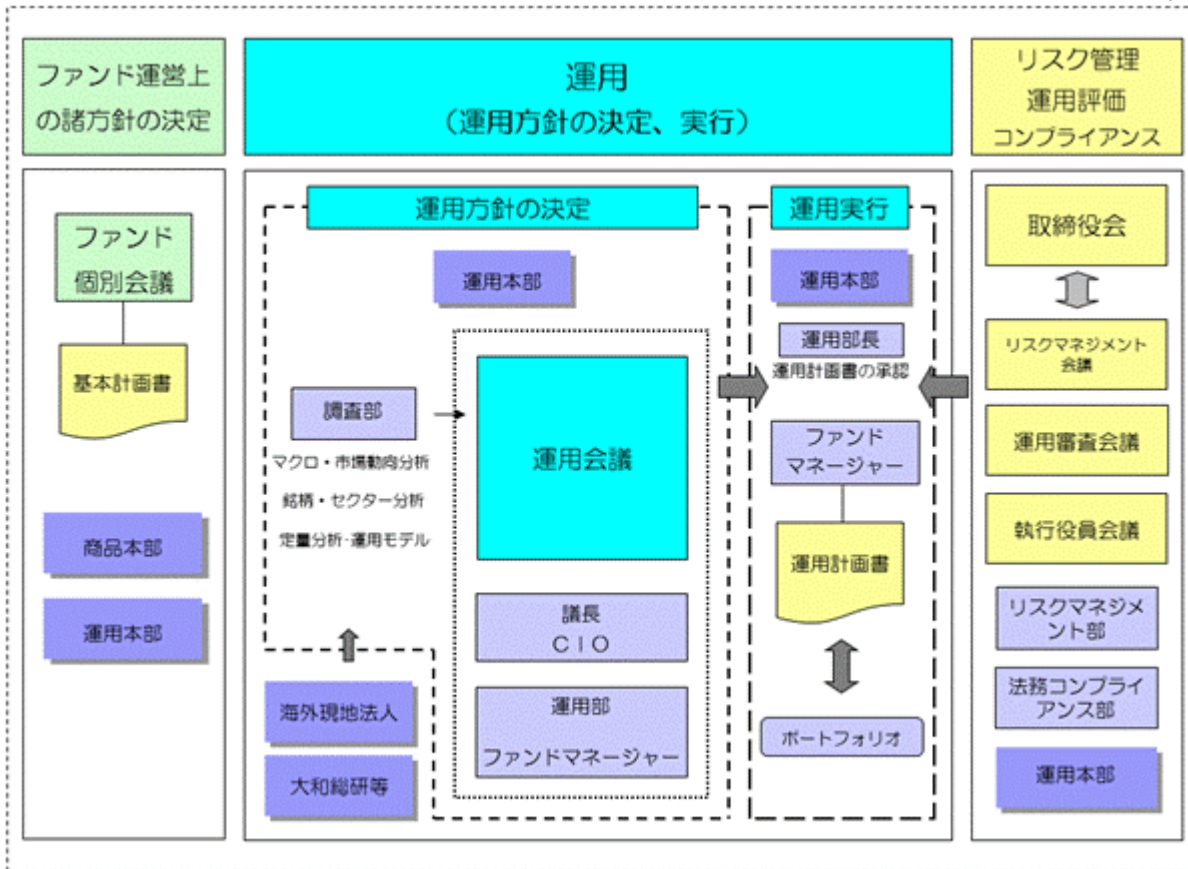 ファンド運営上
の諸方針の決定
運用
（運用方針の決定、実行）
リスク管理
運用評価
コンプライアンス
ファンド
個別会議
基本計画書
商品本部
運用本部
運用方針の決定
運用本部
調査部
マクロ・市場動向分析
銘柄・セクター分析
定量分析・運用モデル
運用会議
議長
ＣＩＯ
運用部
ファンドマネージャー
海外現地法人
大和総研等
運用実行
運用本部
運用部長
運用計画書の承認
ファンド
マネージャー
運用計画書
ポートフォリオ
取締役会
リスクマネジメント
会議
運用審査会議
執行役員会議
リスクマネジメ
ント部
法務コンプライ
アンス部
運用本部